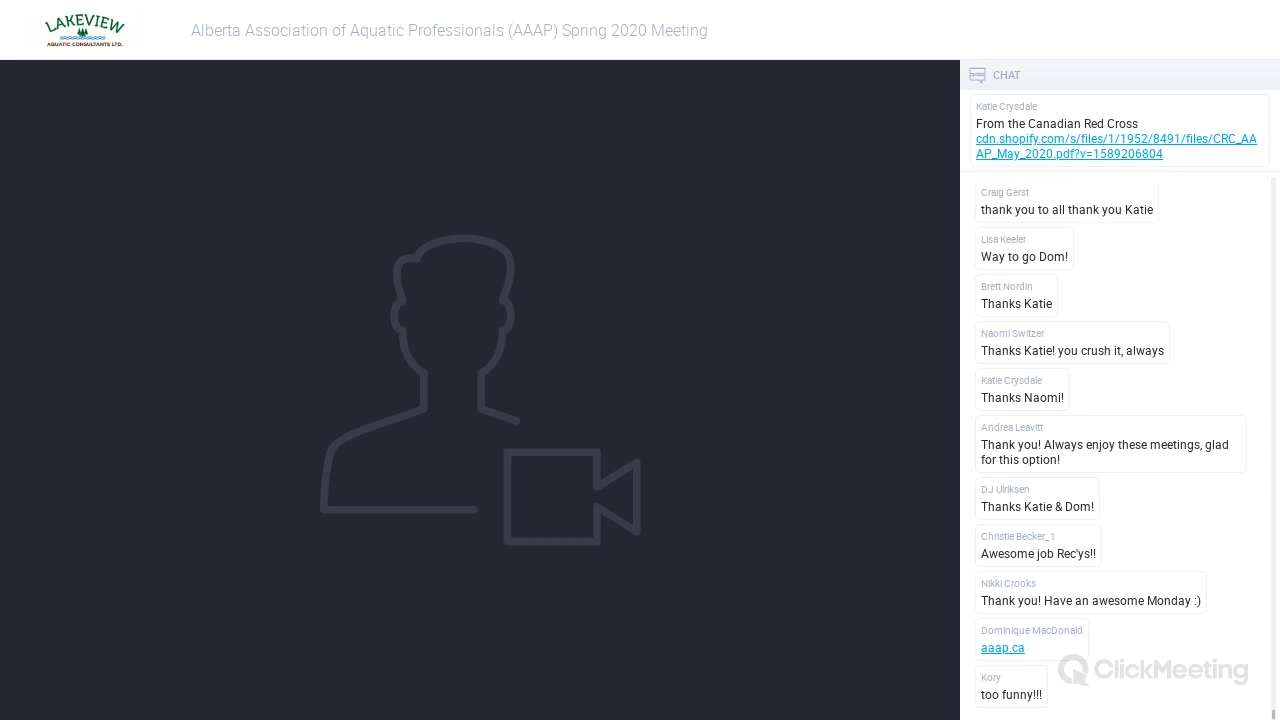 LAKEVIEW
AQUATIC CONSULTANTS LTD.
Alberta Association of Aquatic Professionals (AAAP) Spring 2020 Meeting
CHAT
Katie Crysdale
From the Canadian Red Cross
cdn.shopify.com/s/files/1/1952/8491/files/CRC_AA
AP_May_2020.pdf?v=1589206804
Craig Gerst
thank you to all thank you Katie
Lisa Keeler
Way to go Dom!
Brett Nordin
Thanks Katie
Naomi Switzer
Thanks Katie! you crush it, always
Katie Crysdale
Thanks Naomi!
Andrea Leavitt
Thank you! Always enjoy these meetings, glad
for this option!
DJ Ulriksen
Thanks Katie & Dom!
Christie Becker_1
Awesome job Rec'ys!!
Nikki Crooks
Thank you! Have an awesome Monday :)
Dominique MacDonald
aaap.ca
ClickMeeting
Kory
too funny!!!